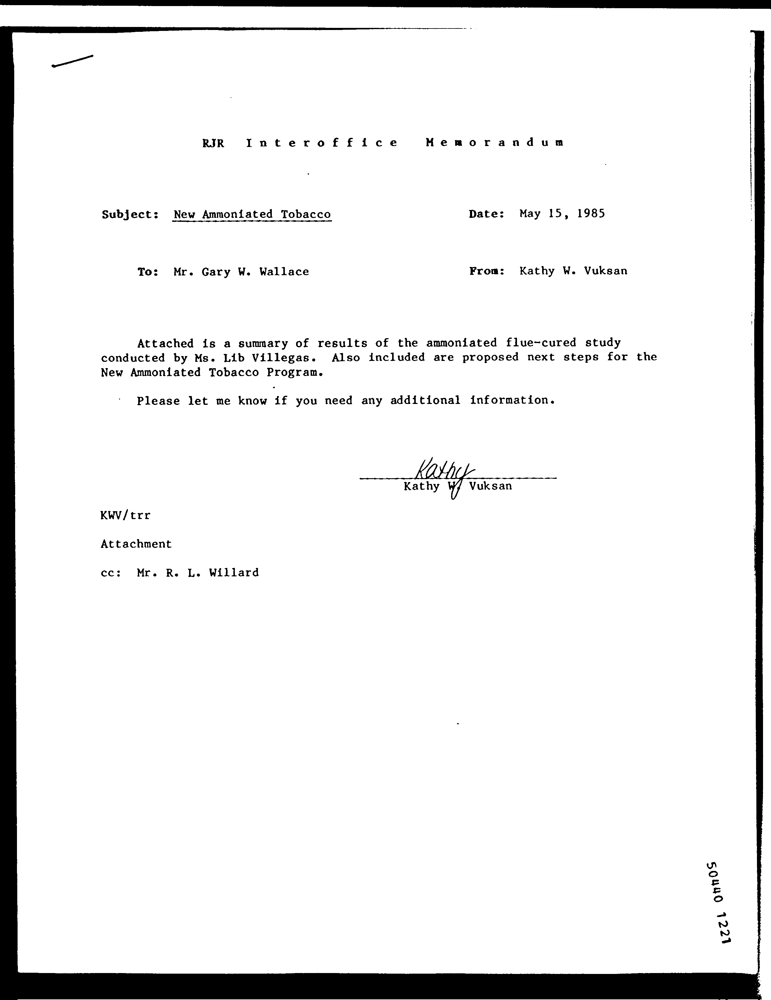 RJR Interoffice Memorandum
Subject: New Ammoniated Tobacco Date: May 15, 1985
To: Mr. Gary W. Wallace From: Kathy W. Vuksan
Attached is a summary of results of the ammoniated flue-cured study
conducted by Ms. Lib Villegas. Also included are proposed next steps for the
New Ammoniated Tobacco Program.
Please let me know if you need any additional information.
Kathy
Kathy W. Vuksan
KWV/trr
Attachment
cc: Mr. R. L. Willard
50440 1221